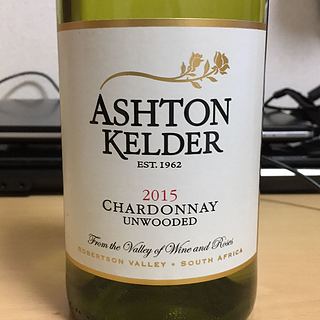 ASHTON
KELDER
EST. 1962
2015
CHARDONNAY
UNWOODED
From the Valley of Wine and Roses
ROBERTSON VALLEY • SOUTH AFRICA